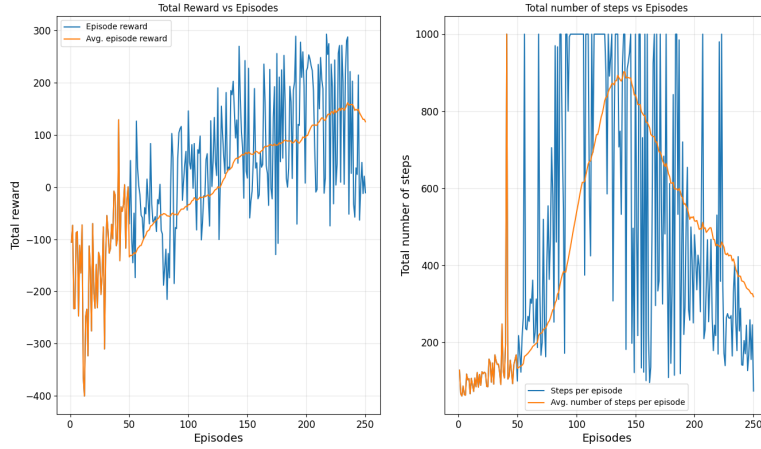 Total Reward vs Episodes
Total reward
300
200
100
0
−100
−200
−300
−400
Episode reward
Avg. episode reward
0
50
100
150
200
250
Episodes
Total number of steps vs Episodes
Total number of steps
1000
800
600
400
200
Steps per episode
Avg. number of steps per episode
0
50
100
150
200
250
Episodes